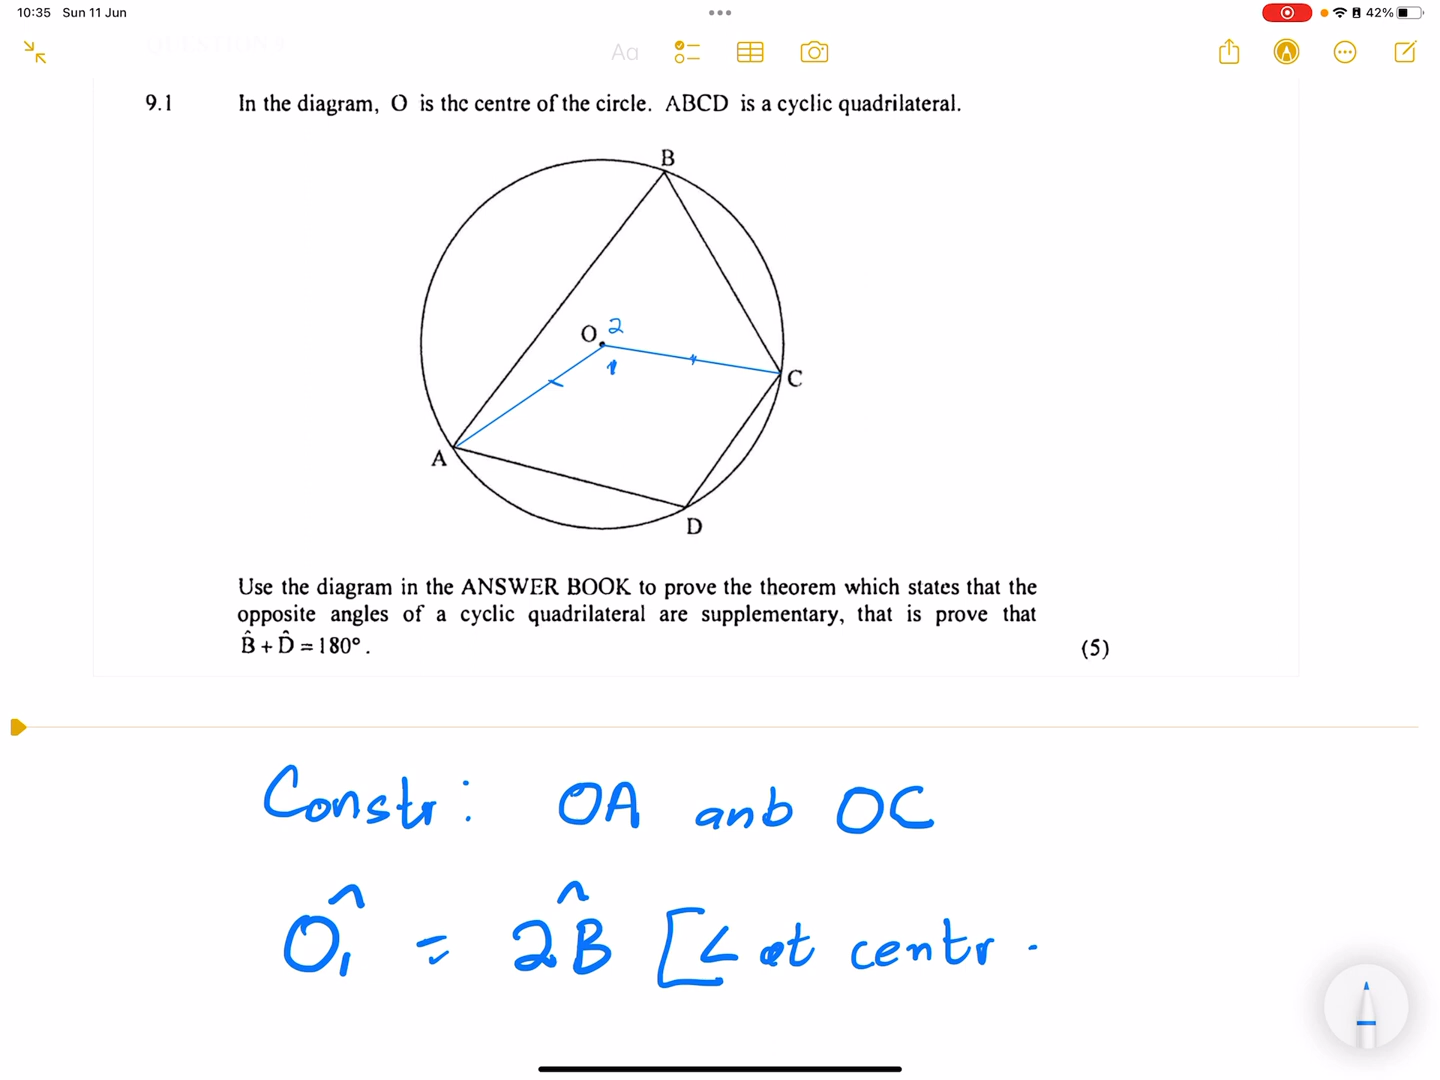 10:35 Sun 11 Jun
42%
Aa
9.1 In the diagram, O is the centre of the circle. ABCD is a cyclic quadrilateral.
B
O 2
1
C
A
D
Use the diagram in the ANSWER BOOK to prove the theorem which states that the
opposite angles of a cyclic quadrilateral are supplementary, that is prove that
B̂ + D̂ = 180° . (5)
Constr: OA anb OC
Ô₁ = 2B̂ [∠ at centr .